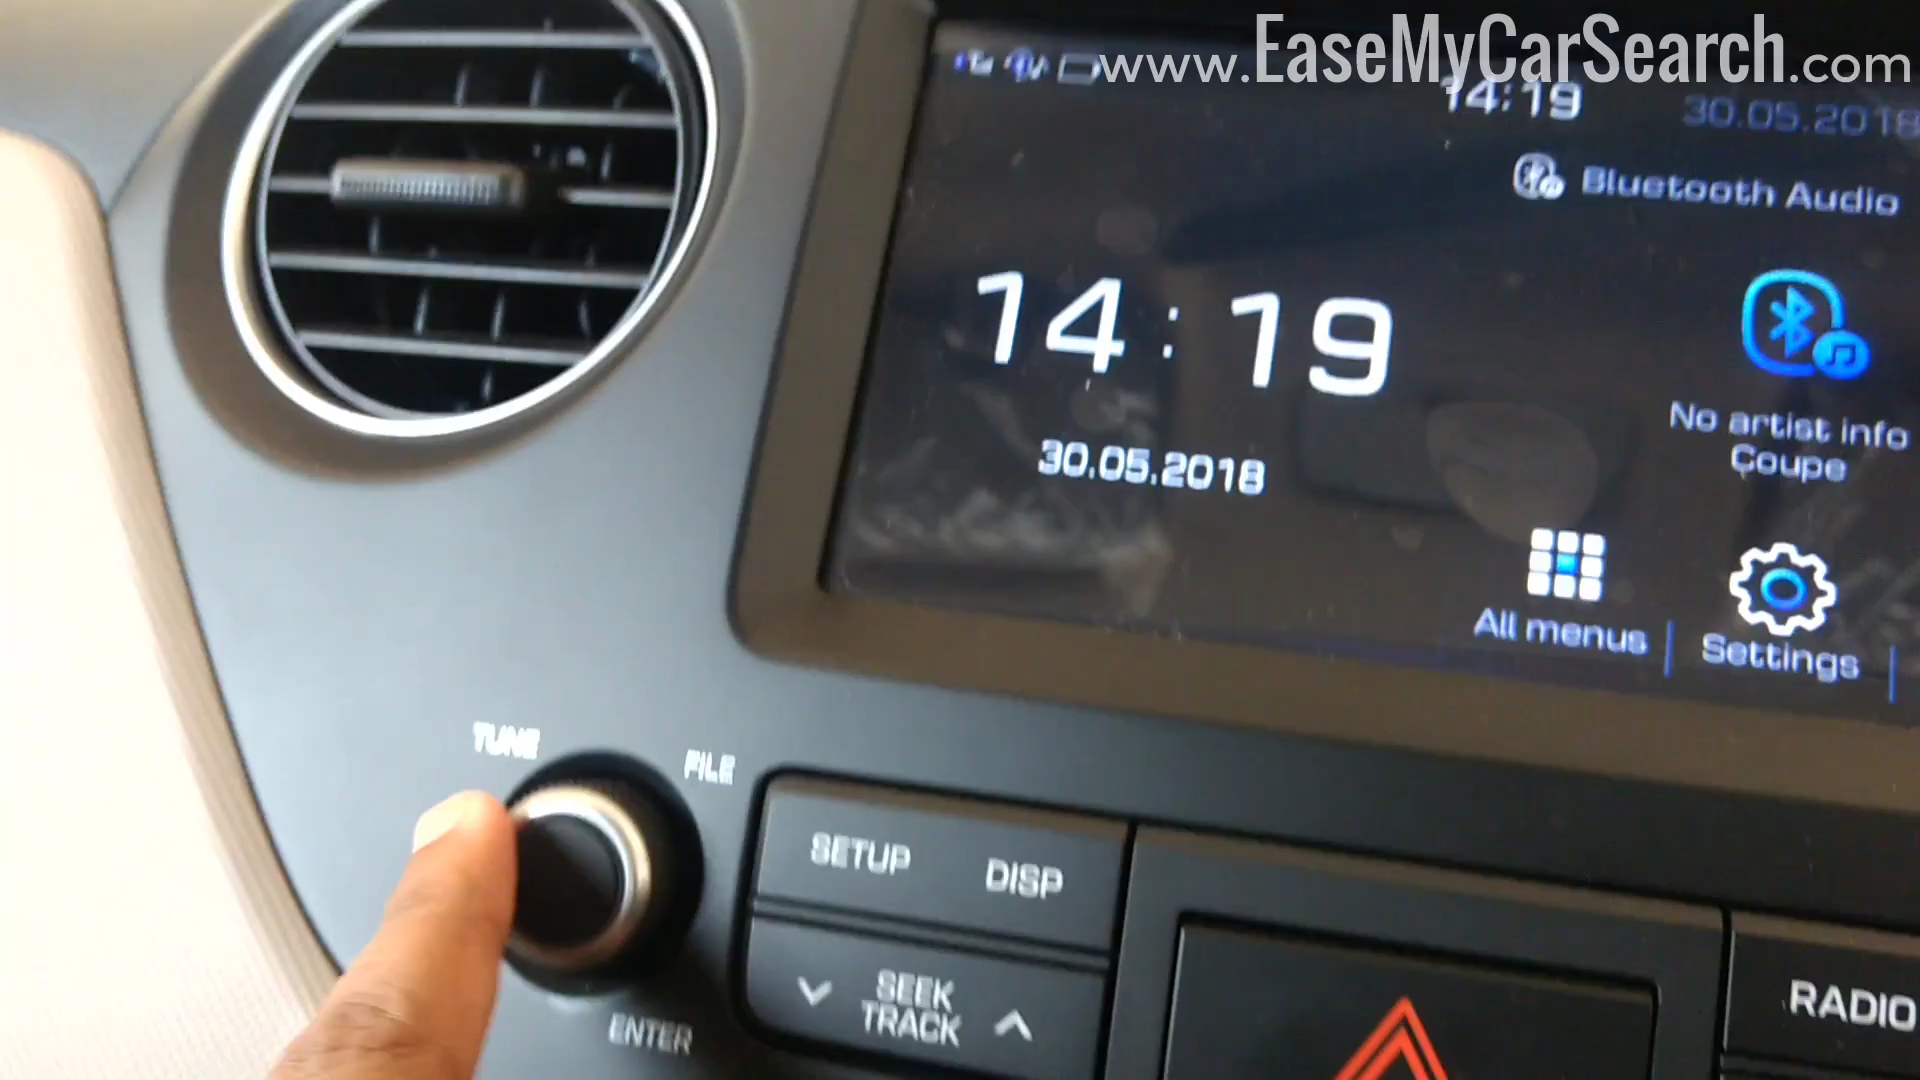 www.EaseMyCarSearch.com
14:19 30.05.2018
Bluetooth Audio
14:19
30.05.2018
No artist info
Coupe
All menus
Settings
TUNE
FILE
SETUP
DISP
SEEK
TRACK
ENTER
RADIO